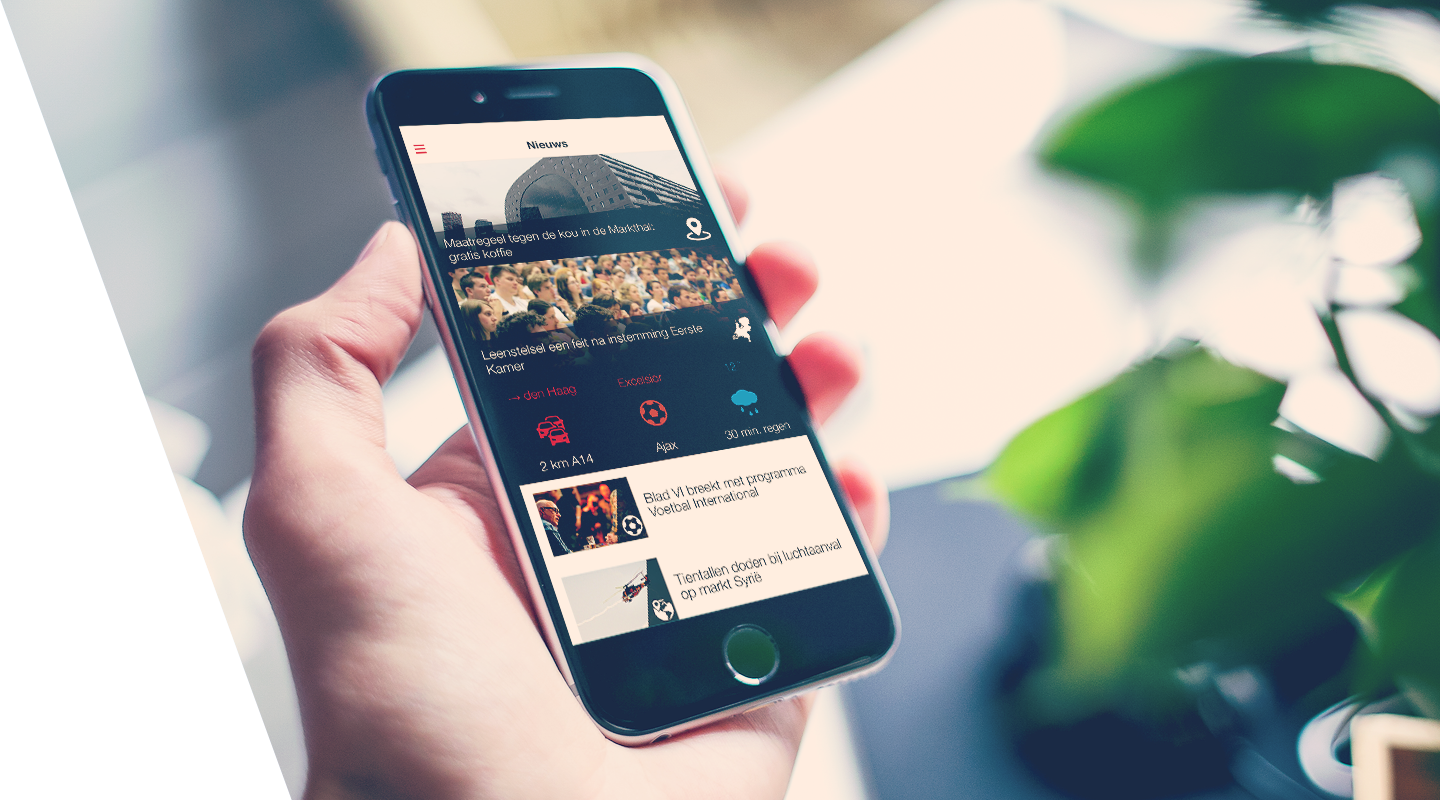 Nieuws
Maatregeel tegen de kou in de Markthal:
gratis koffie
Leenstelsel een feit na instemming Eerste
Kamer
→ den Haag
Excelsior
12°
2 km A14
Ajax
30 min. regen
Blad VI breekt met programma
Voetbal International
Tientallen doden bij luchtaanval
op markt Syrië